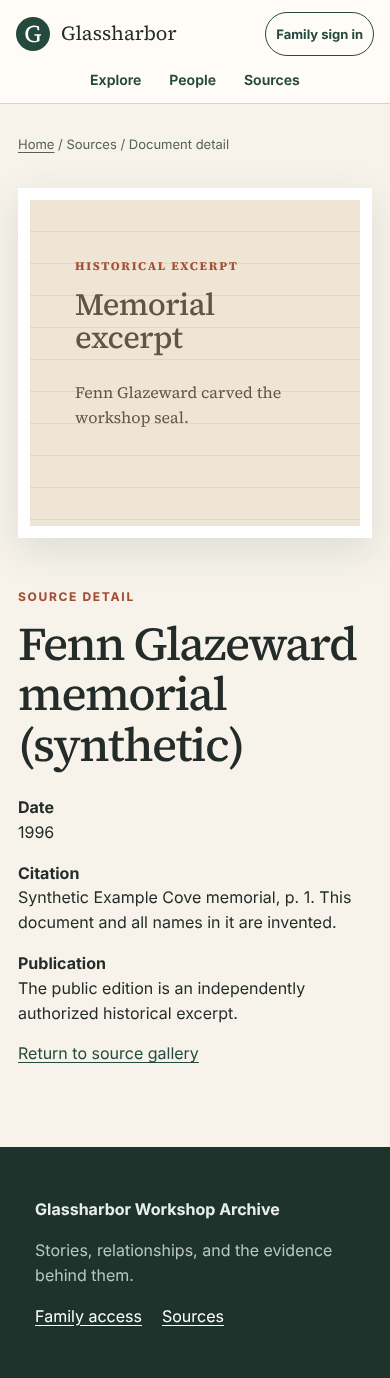 G Glassharbor
Family sign in
Explore People Sources
Home / Sources / Document detail
HISTORICAL EXCERPT
Memorial
excerpt
Fenn Glazeward carved the
workshop seal.
SOURCE DETAIL
Fenn Glazeward
memorial
(synthetic)
Date
1996
Citation
Synthetic Example Cove memorial, p. 1. This
document and all names in it are invented.
Publication
The public edition is an independently
authorized historical excerpt.
Return to source gallery
Glassharbor Workshop Archive
Stories, relationships, and the evidence
behind them.
Family access Sources